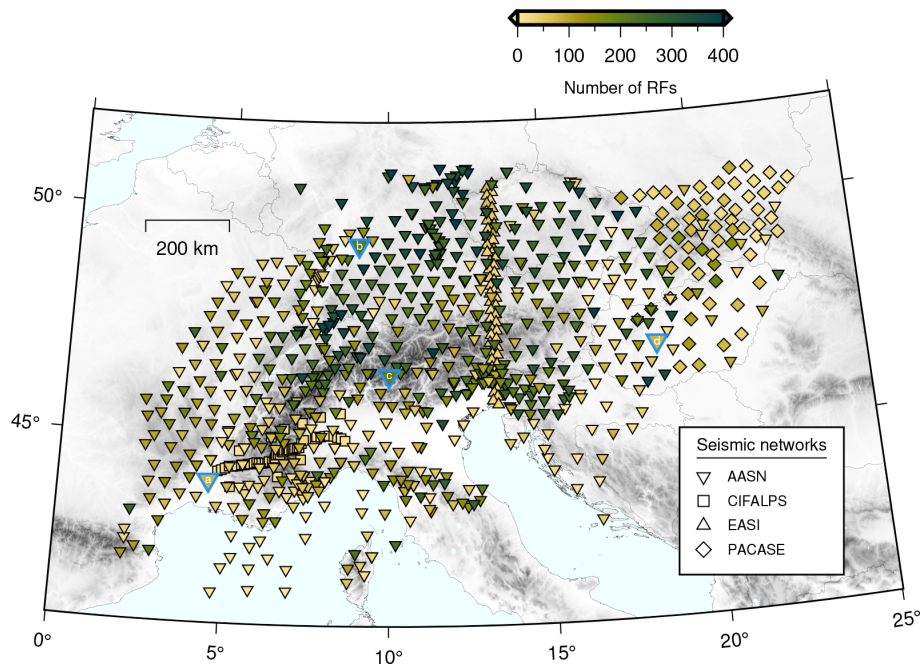 0 100 200 300 400
Number of RFs
50°
200 km
b
d
c
45°
Seismic networks
a
AASN
CIFALPS
EASI
PACASE
0° 5° 10° 15° 20° 25°